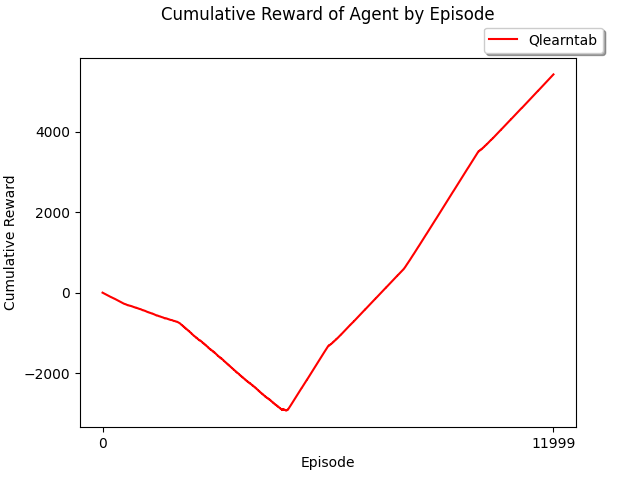 Cumulative Reward of Agent by Episode
Qlearntab
4000
2000
0
−2000
Cumulative Reward
0
11999
Episode